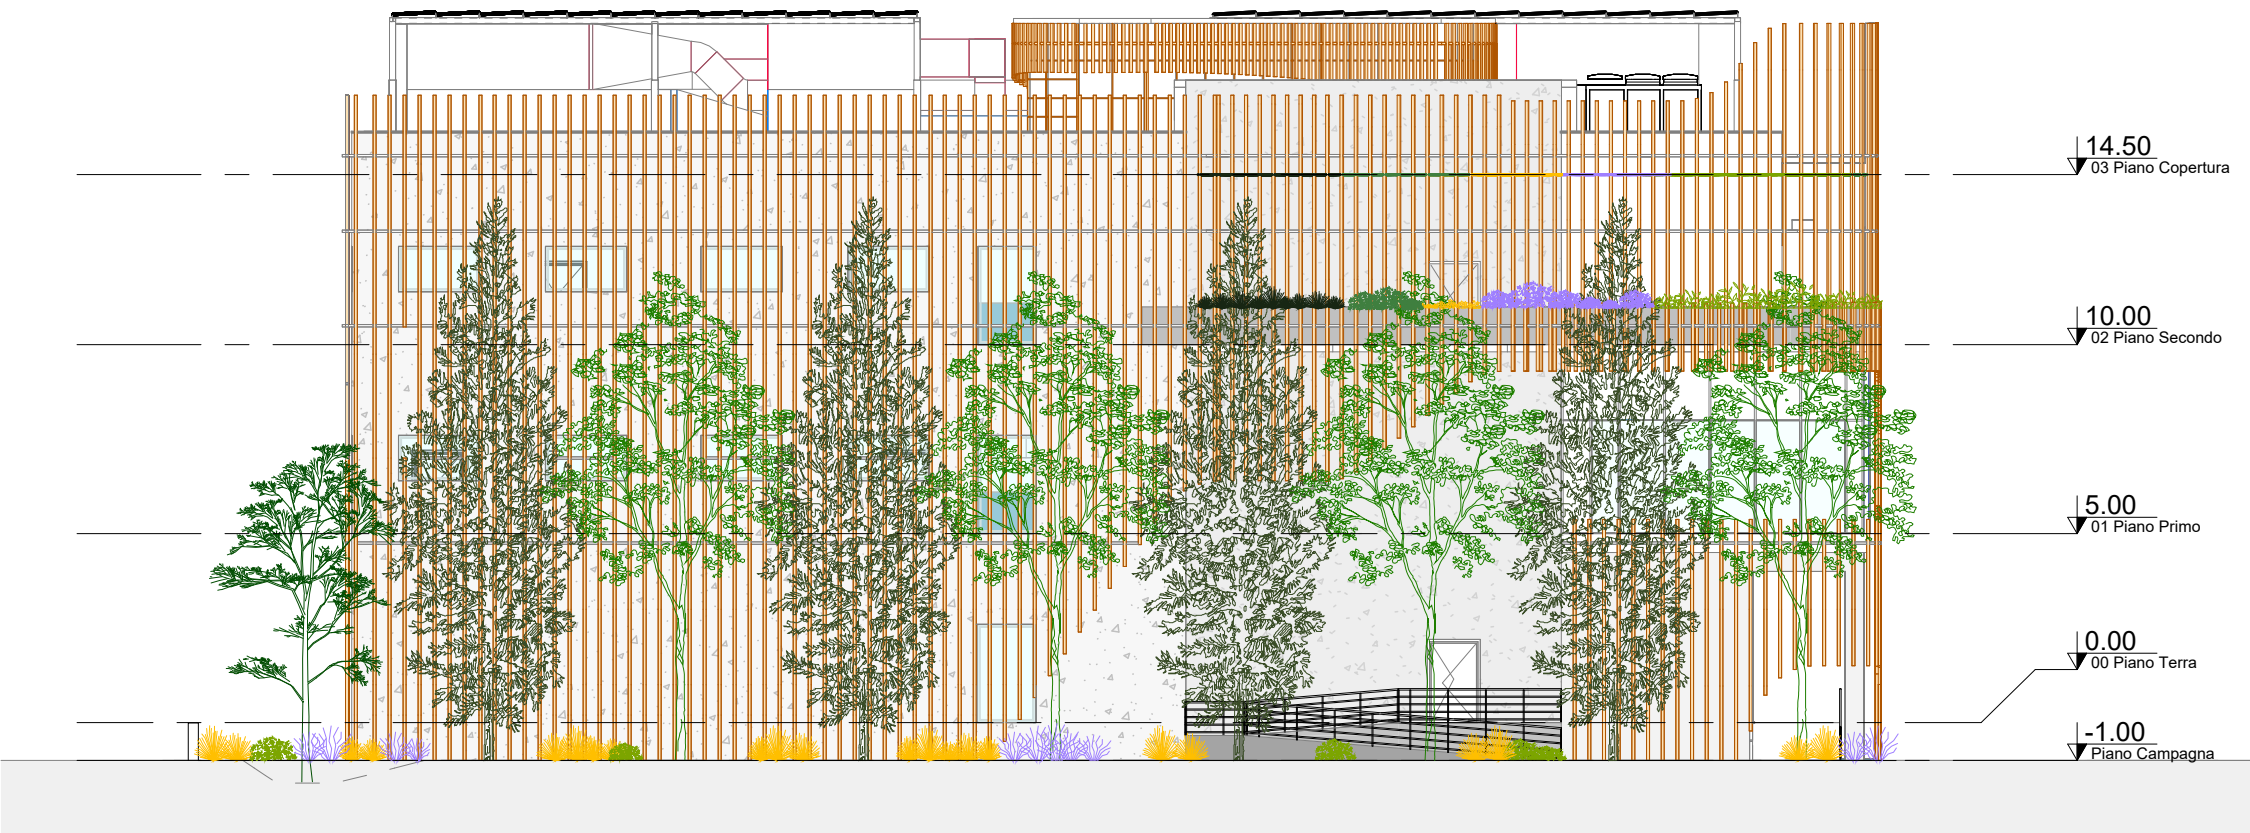 14.50
03 Piano Copertura
10.00
02 Piano Secondo
5.00
01 Piano Primo
0.00
00 Piano Terra
-1.00
Piano Campagna